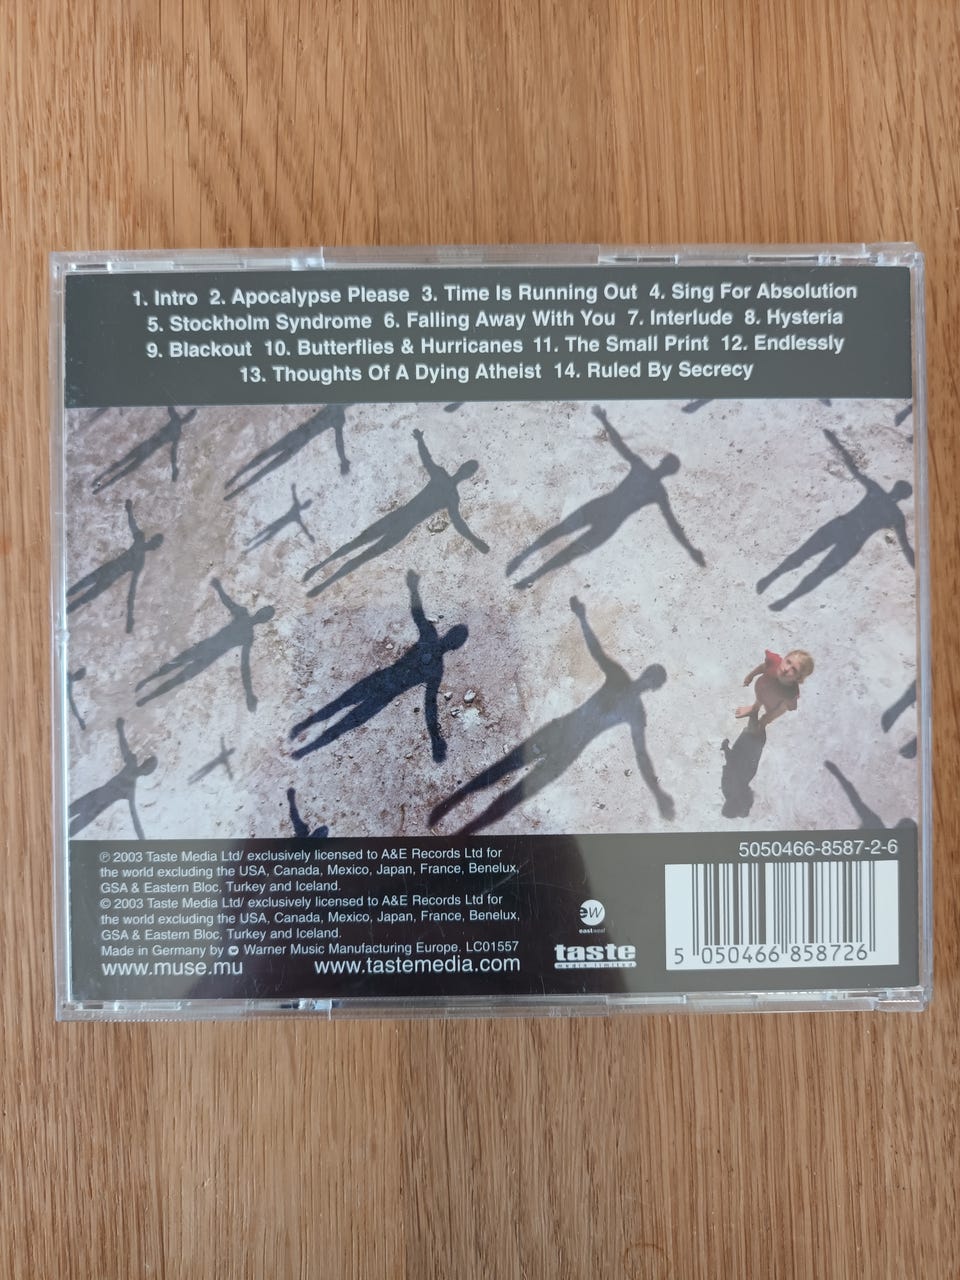 1. Intro 2. Apocalypse Please 3. Time Is Running Out 4. Sing For Absolution
5. Stockholm Syndrome 6. Falling Away With You 7. Interlude 8. Hysteria
9. Blackout 10. Butterflies & Hurricanes 11. The Small Print 12. Endlessly
13. Thoughts Of A Dying Atheist 14. Ruled By Secrecy
℗ 2003 Taste Media Ltd/ exclusively licensed to A&E Records Ltd for
the world excluding the USA, Canada, Mexico, Japan, France, Benelux,
GSA & Eastern Bloc, Turkey and Iceland.
© 2003 Taste Media Ltd/ exclusively licensed to A&E Records Ltd for
the world excluding the USA, Canada, Mexico, Japan, France, Benelux,
GSA & Eastern Bloc, Turkey and Iceland.
Made in Germany by Warner Music Manufacturing Europe. LC01557
www.muse.mu www.tastemedia.com
ew
eastwest
taste
media limited
5050466-8587-2-6
5 050466 858726